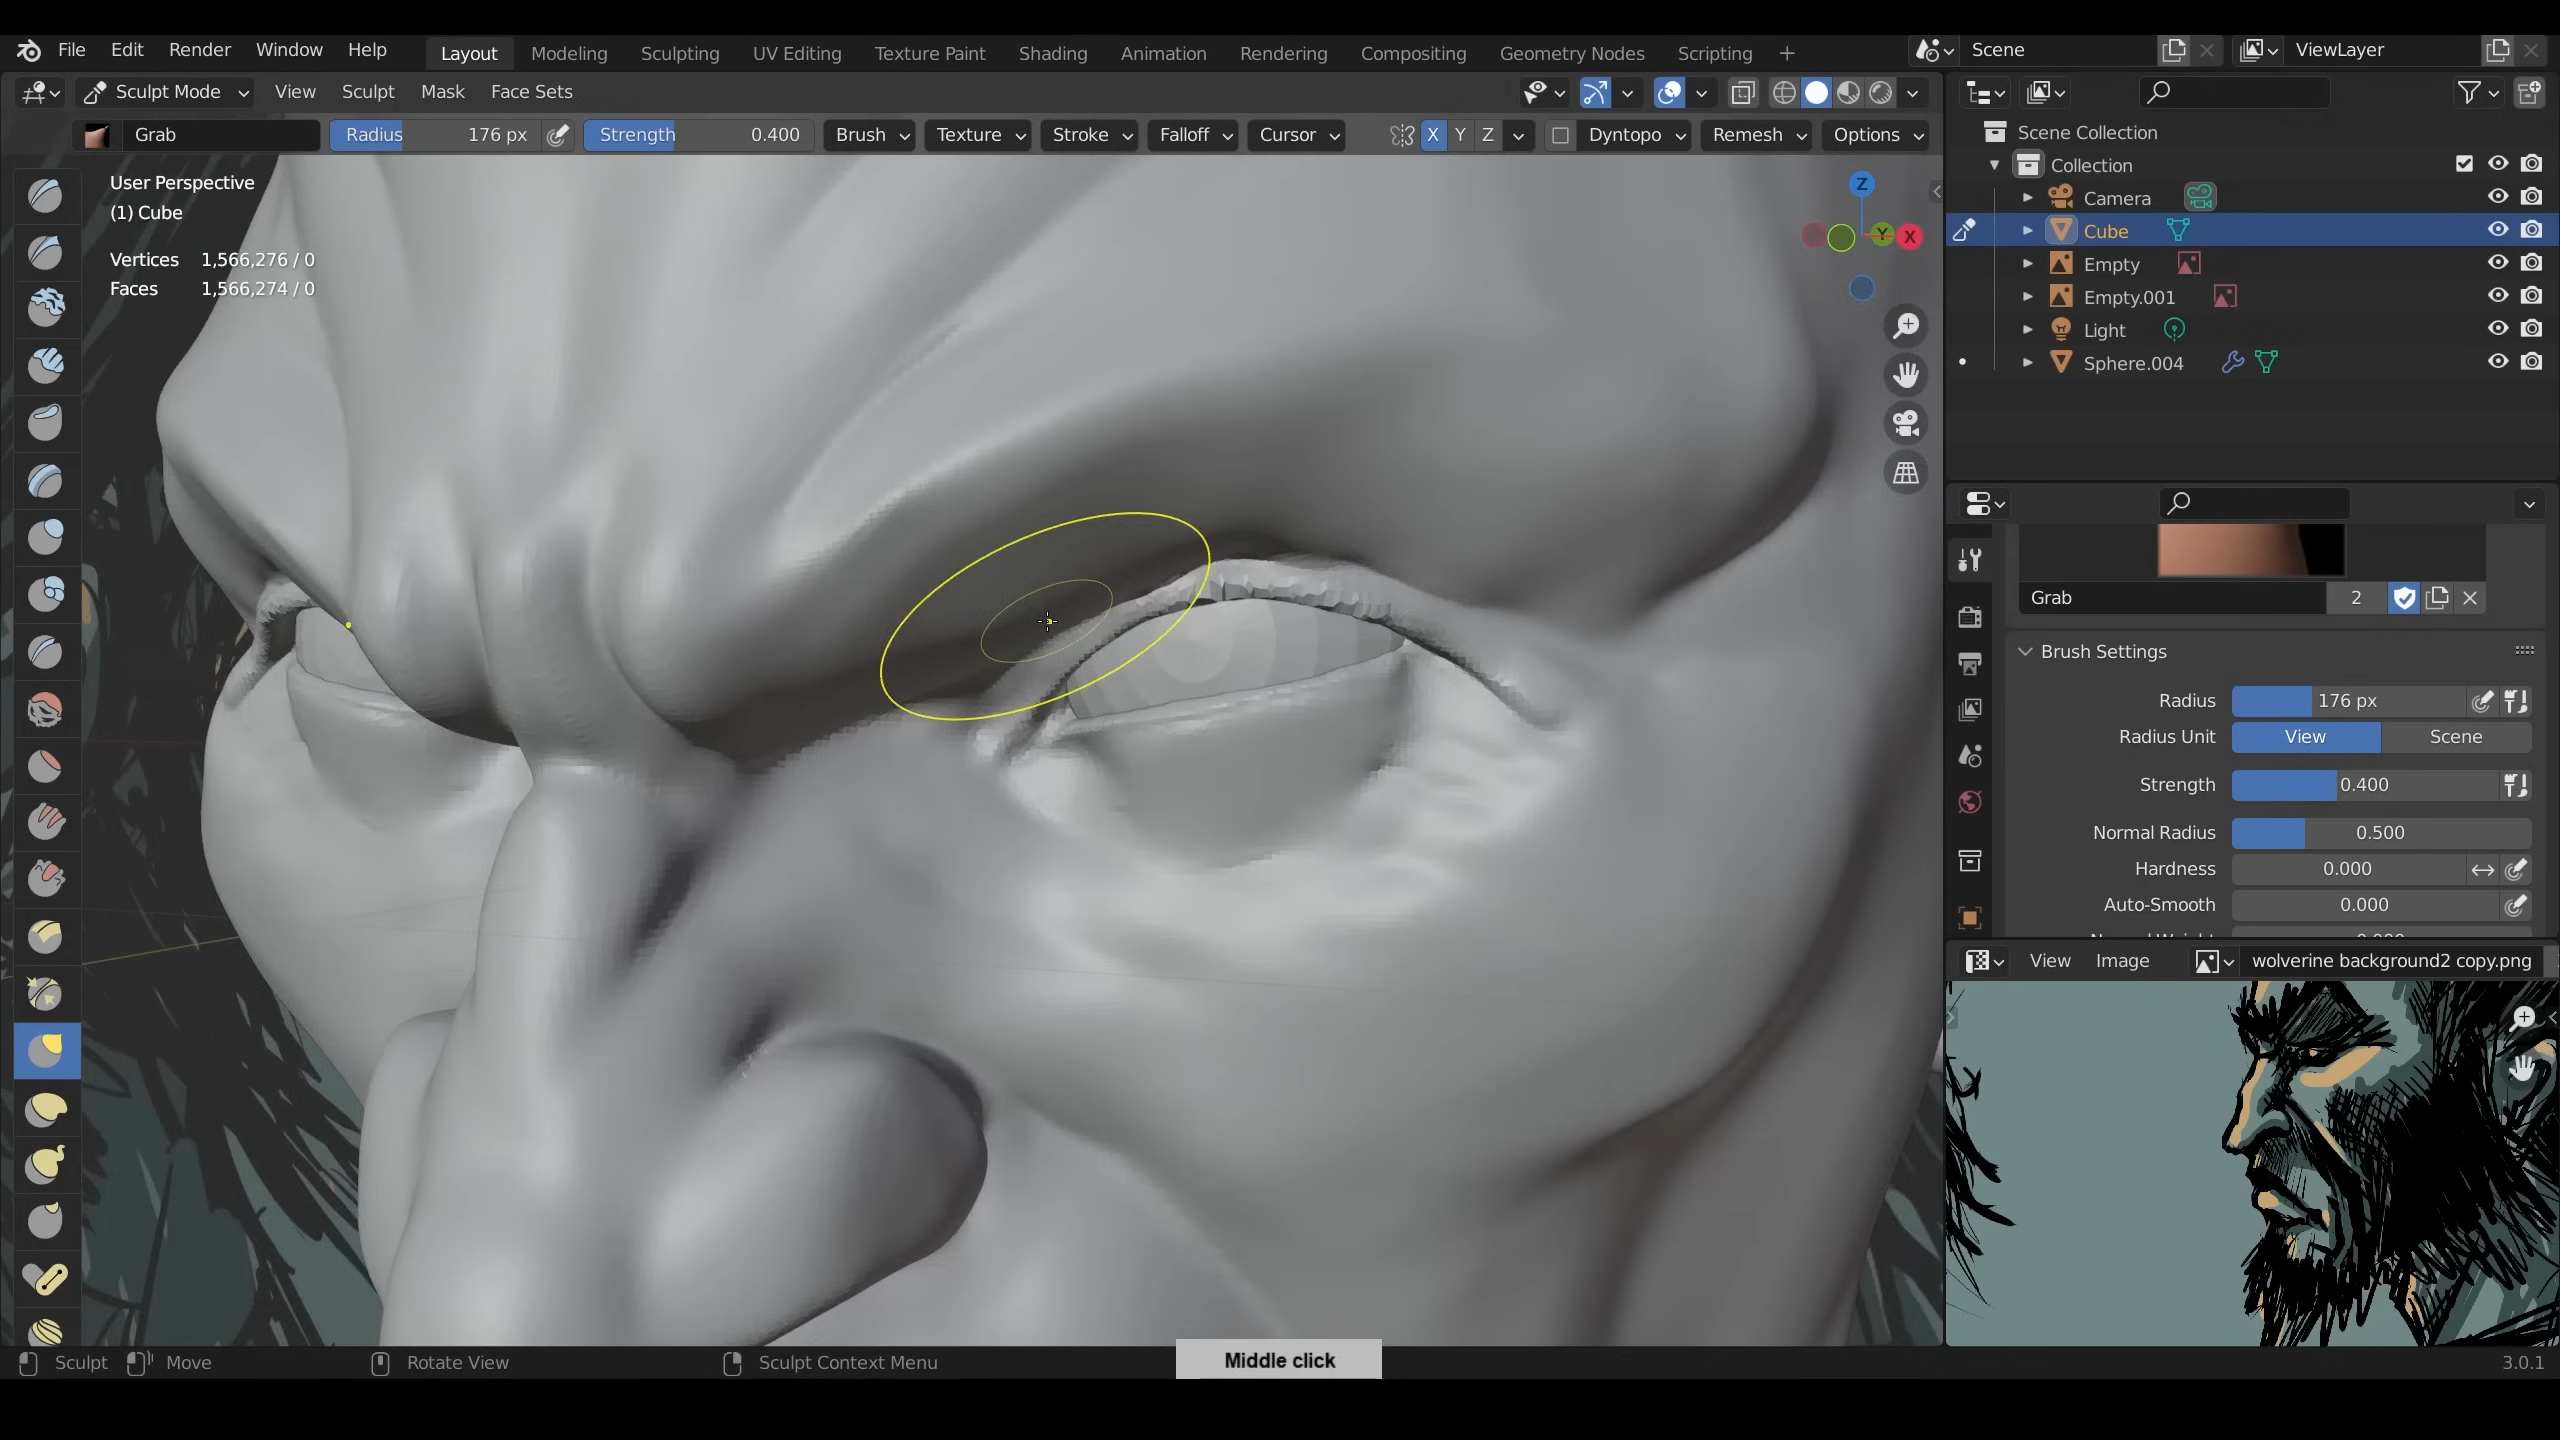 File Edit Render Window Help Layout Modeling Sculpting UV Editing Texture Paint Shading Animation Rendering Compositing Geometry Nodes Scripting + Scene ViewLayer
Sculpt Mode View Sculpt Mask Face Sets
Grab Radius 176 px Strength 0.400 Brush Texture Stroke Falloff Cursor X Y Z Dyntopo Remesh Options
User Perspective
(1) Cube
Vertices 1,566,276 / 0
Faces 1,566,274 / 0
Z
Y
X
Scene Collection
Collection
Camera
Cube
Empty
Empty.001
Light
Sphere.004
Grab 2
Brush Settings
Radius 176 px
Radius Unit View Scene
Strength 0.400
Normal Radius 0.500
Hardness 0.000
Auto-Smooth 0.000
View Image wolverine background2 copy.png
Sculpt Move Rotate View Sculpt Context Menu Middle click 3.0.1